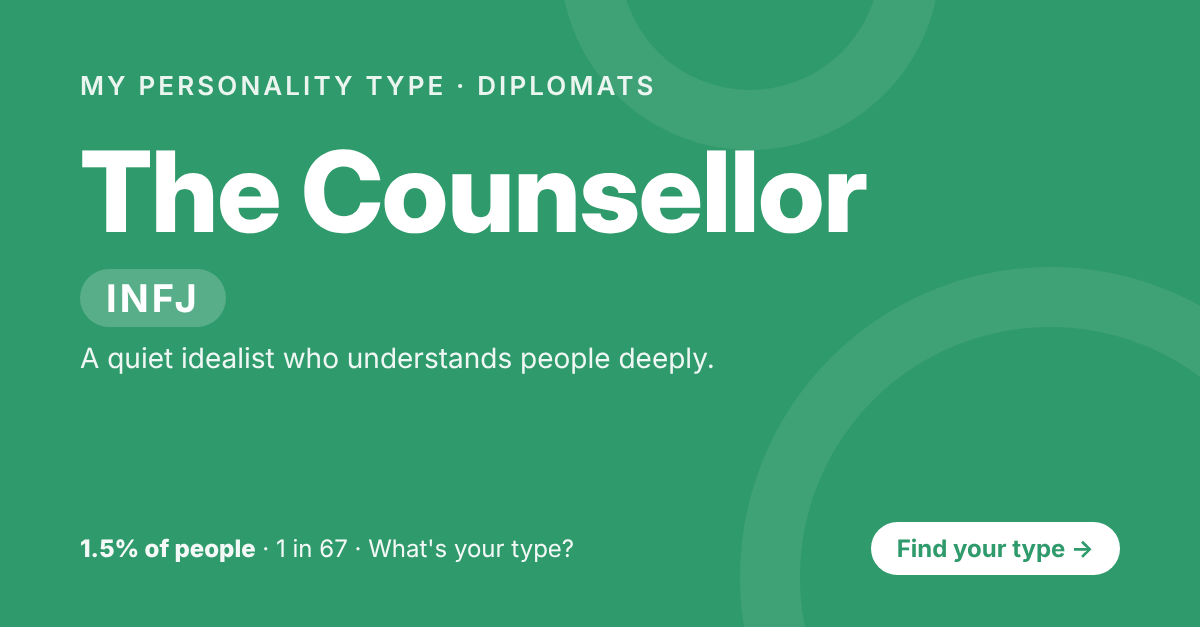 MY PERSONALITY TYPE · DIPLOMATS
The Counsellor
INFJ
A quiet idealist who understands people deeply.
1.5% of people · 1 in 67 · What's your type?
Find your type →